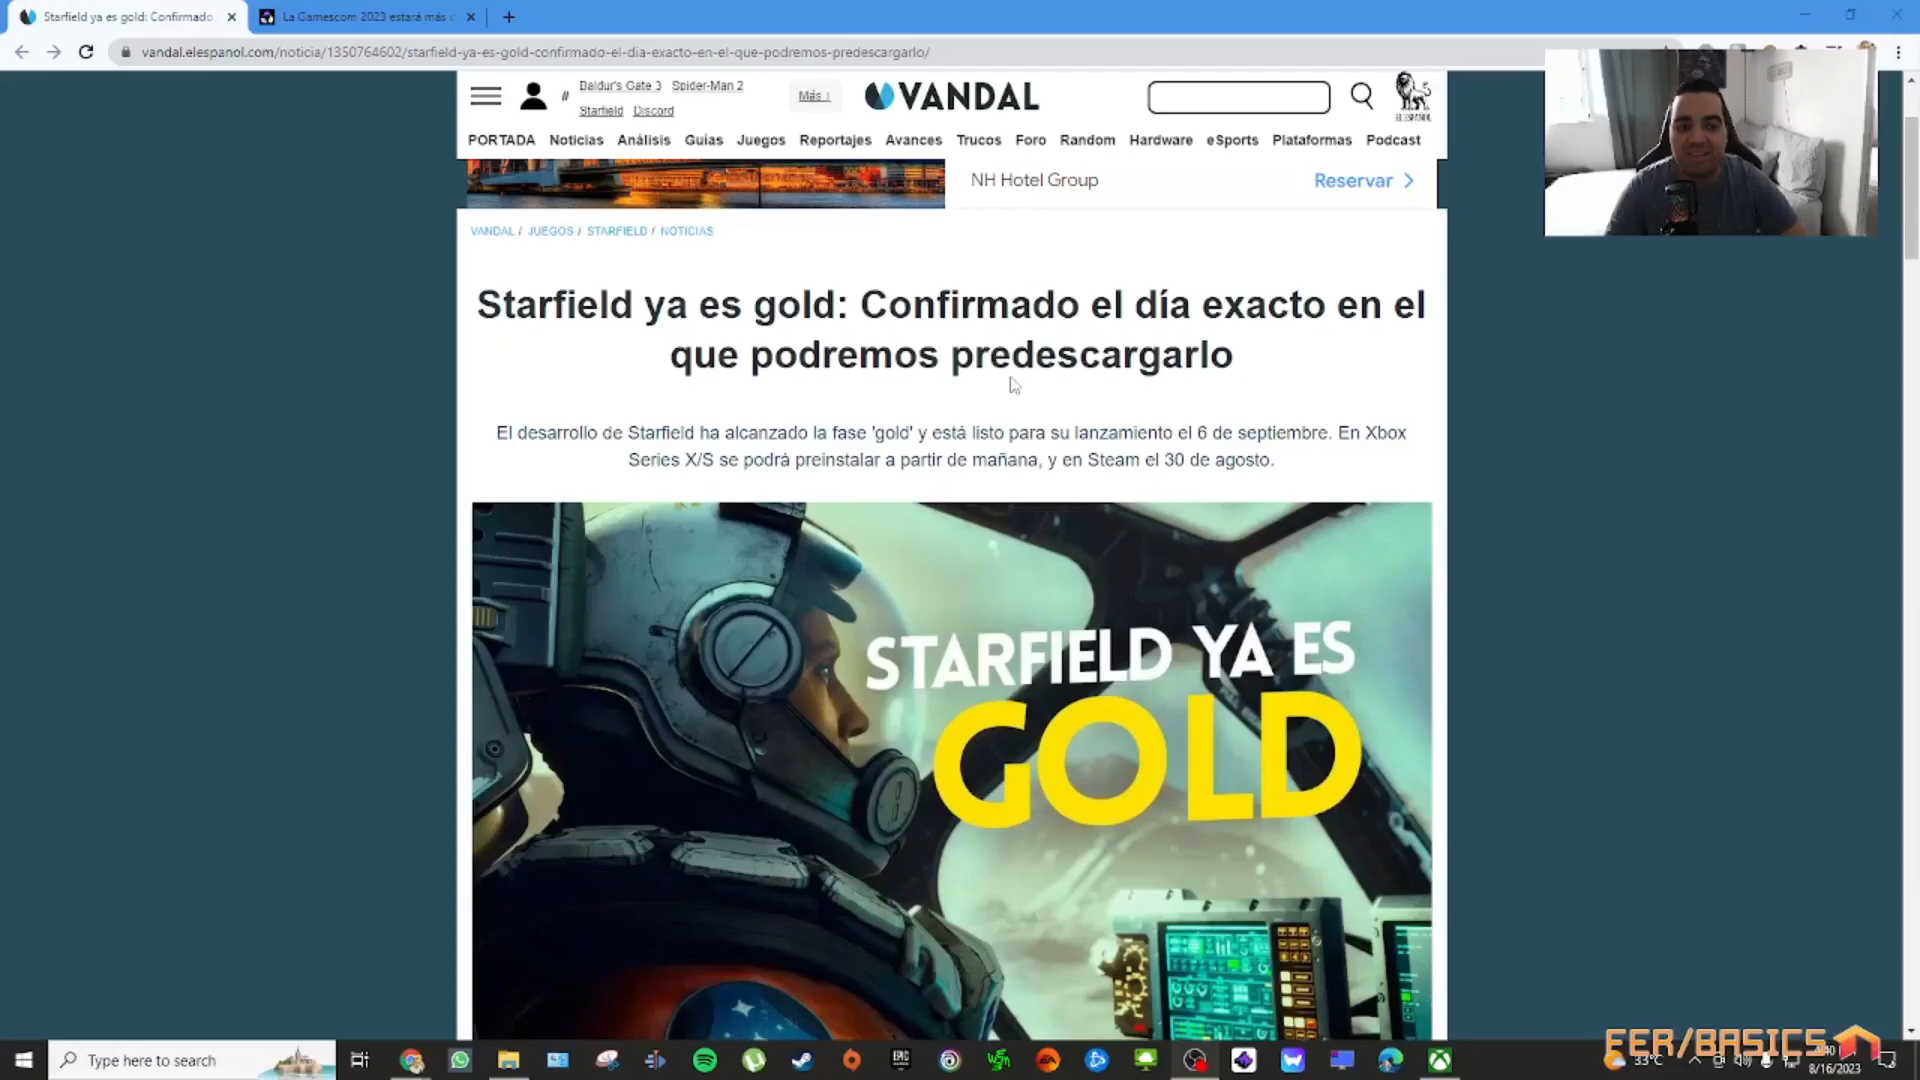 Starfield ya es gold: Confirmado
La Gamescom 2023 estará más
vandal.elespanol.com/noticia/1350764602/starfield-ya-es-gold-confirmado-el-dia-exacto-en-el-que-podremos-predescargarlo/
// Baldur's Gate 3 Spider-Man 2
Starfield Discord
Más ↓
VANDAL
EL ESPAÑOL
PORTADA Noticias Análisis Guías Juegos Reportajes Avances Trucos Foro Random Hardware eSports Plataformas Podcast
NH Hotel Group
Reservar
VANDAL / JUEGOS / STARFIELD / NOTICIAS
Starfield ya es gold: Confirmado el día exacto en el
que podremos predescargarlo
El desarrollo de Starfield ha alcanzado la fase 'gold' y está listo para su lanzamiento el 6 de septiembre. En Xbox
Series X/S se podrá preinstalar a partir de mañana, y en Steam el 30 de agosto.
STARFIELD YA ES
GOLD
Type here to search
EPIC
EA
FER/BASICS
33°C
8/16/2023